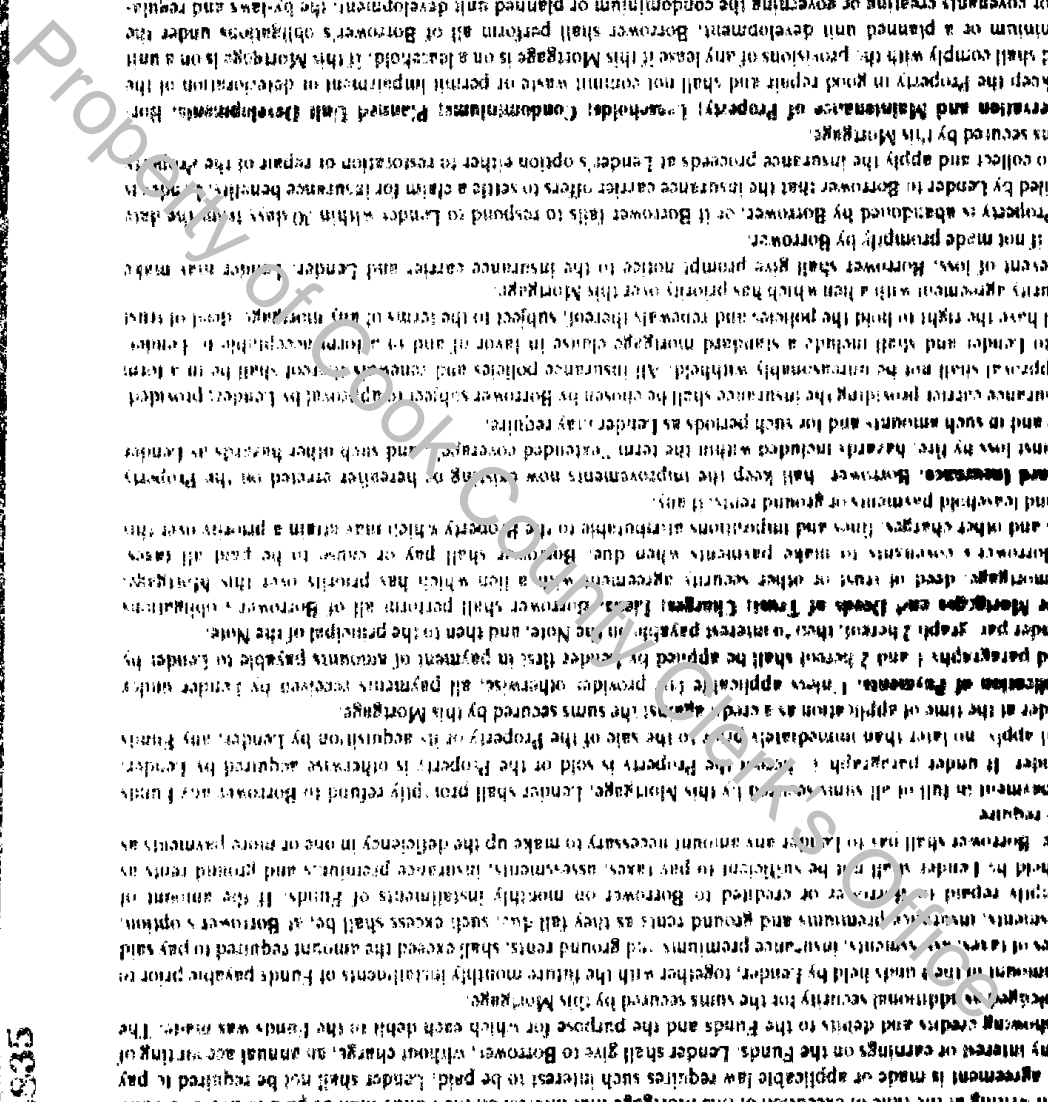 agreement is made or applicable law requires such interest to be paid, Lender shall not be required to pay
any interest or earnings on the Funds. Lender shall give to Borrower, without charge, an annual accounting of
showing credits and debits to the Funds and the purpose for which each debit to the Funds was made. The
pledged as additional security for the sums secured by this Mortgage.
amount of the Funds held by Lender, together with the future monthly installments of Funds payable prior to
es of taxes, assessments, insurance premiums and ground rents, shall exceed the amount required to pay said
ssments, insurance premiums and ground rents as they fall due, such excess shall be, at Borrower's option,
mptly repaid to Borrower or credited to Borrower on monthly instalments of Funds. If the amount of
held by Lender shall not be sufficient to pay taxes, assessments, insurance premiums and ground rents as
e, Borrower shall pay to Lender any amount necessary to make up the deficiency in one or more payments as
require.
payment in full of all sums secured by this Mortgage, Lender shall promptly refund to Borrower any Funds
nder. If under paragraph hereof the Property is sold or the Property is otherwise acquired by Lender,
l apply, no later than immediately prior to the sale of the Property or its acquisition by Lender, any Funds
der at the time of application as a credit against the sums secured by this Mortgage.
plication of Payments. Unless applicable law provides otherwise, all payments received by Lender under
d paragraphs 1 and 2 hereof shall be applied by Lender first in payment of amounts payable to Lender by
nder paragraph 2 hereof, then to interest payable on the Note, and then to the principal of the Note.
r Mortgages and Deeds of Trust; Charges; Liens. Borrower shall perform all of Borrower's obligations
mortgage, deed of trust or other security agreement with a lien which has priority over this Mortgage,
Borrower's covenants to make payments when due. Borrower shall pay or cause to be paid all taxes,
s and other charges, fines and impositions attributable to the Property which may attain a priority over this
and leasehold payments or ground rents, if any.
ard Insurance. Borrower shall keep the improvements now existing or hereafter erected on the Property
inst loss by fire, hazards included within the term "extended coverage", and such other hazards as Lender
and in such amounts and for such periods as Lender may require.
surance carrier providing the insurance shall be chosen by Borrower subject to approval by Lender; provided,
pproval shall not be unreasonably withheld. All insurance policies and renewals thereof shall be in a form
to Lender and shall include a standard mortgage clause in favor of and in a form acceptable to Lender.
l have the right to hold the policies and renewals thereof, subject to the terms of any mortgage, deed of trust
urity agreement with a lien which has priority over this Mortgage.
event of loss, Borrower shall give prompt notice to the insurance carrier and Lender. Lender may make
if not made promptly by Borrower.
Property is abandoned by Borrower, or if Borrower fails to respond to Lender within 30 days from the date
iled by Lender to Borrower that the insurance carrier offers to settle a claim for insurance benefits, Lender is
o collect and apply the insurance proceeds at Lender's option either to restoration or repair of the Property
ms secured by this Mortgage.
ervation and Maintenance of Property; Leaseholds; Condominiums; Planned Unit Developments. Bor
keep the Property in good repair and shall not commit waste or permit impairment or deterioration of the
d shall comply with the provisions of any lease if this Mortgage is on a leasehold. If this Mortgage is on a unit
minium or a planned unit development, Borrower shall perform all of Borrower's obligations under the
or covenants creating or governing the condominium or planned unit development, the by-laws and regula-
Property of Cook County Clerk's Office